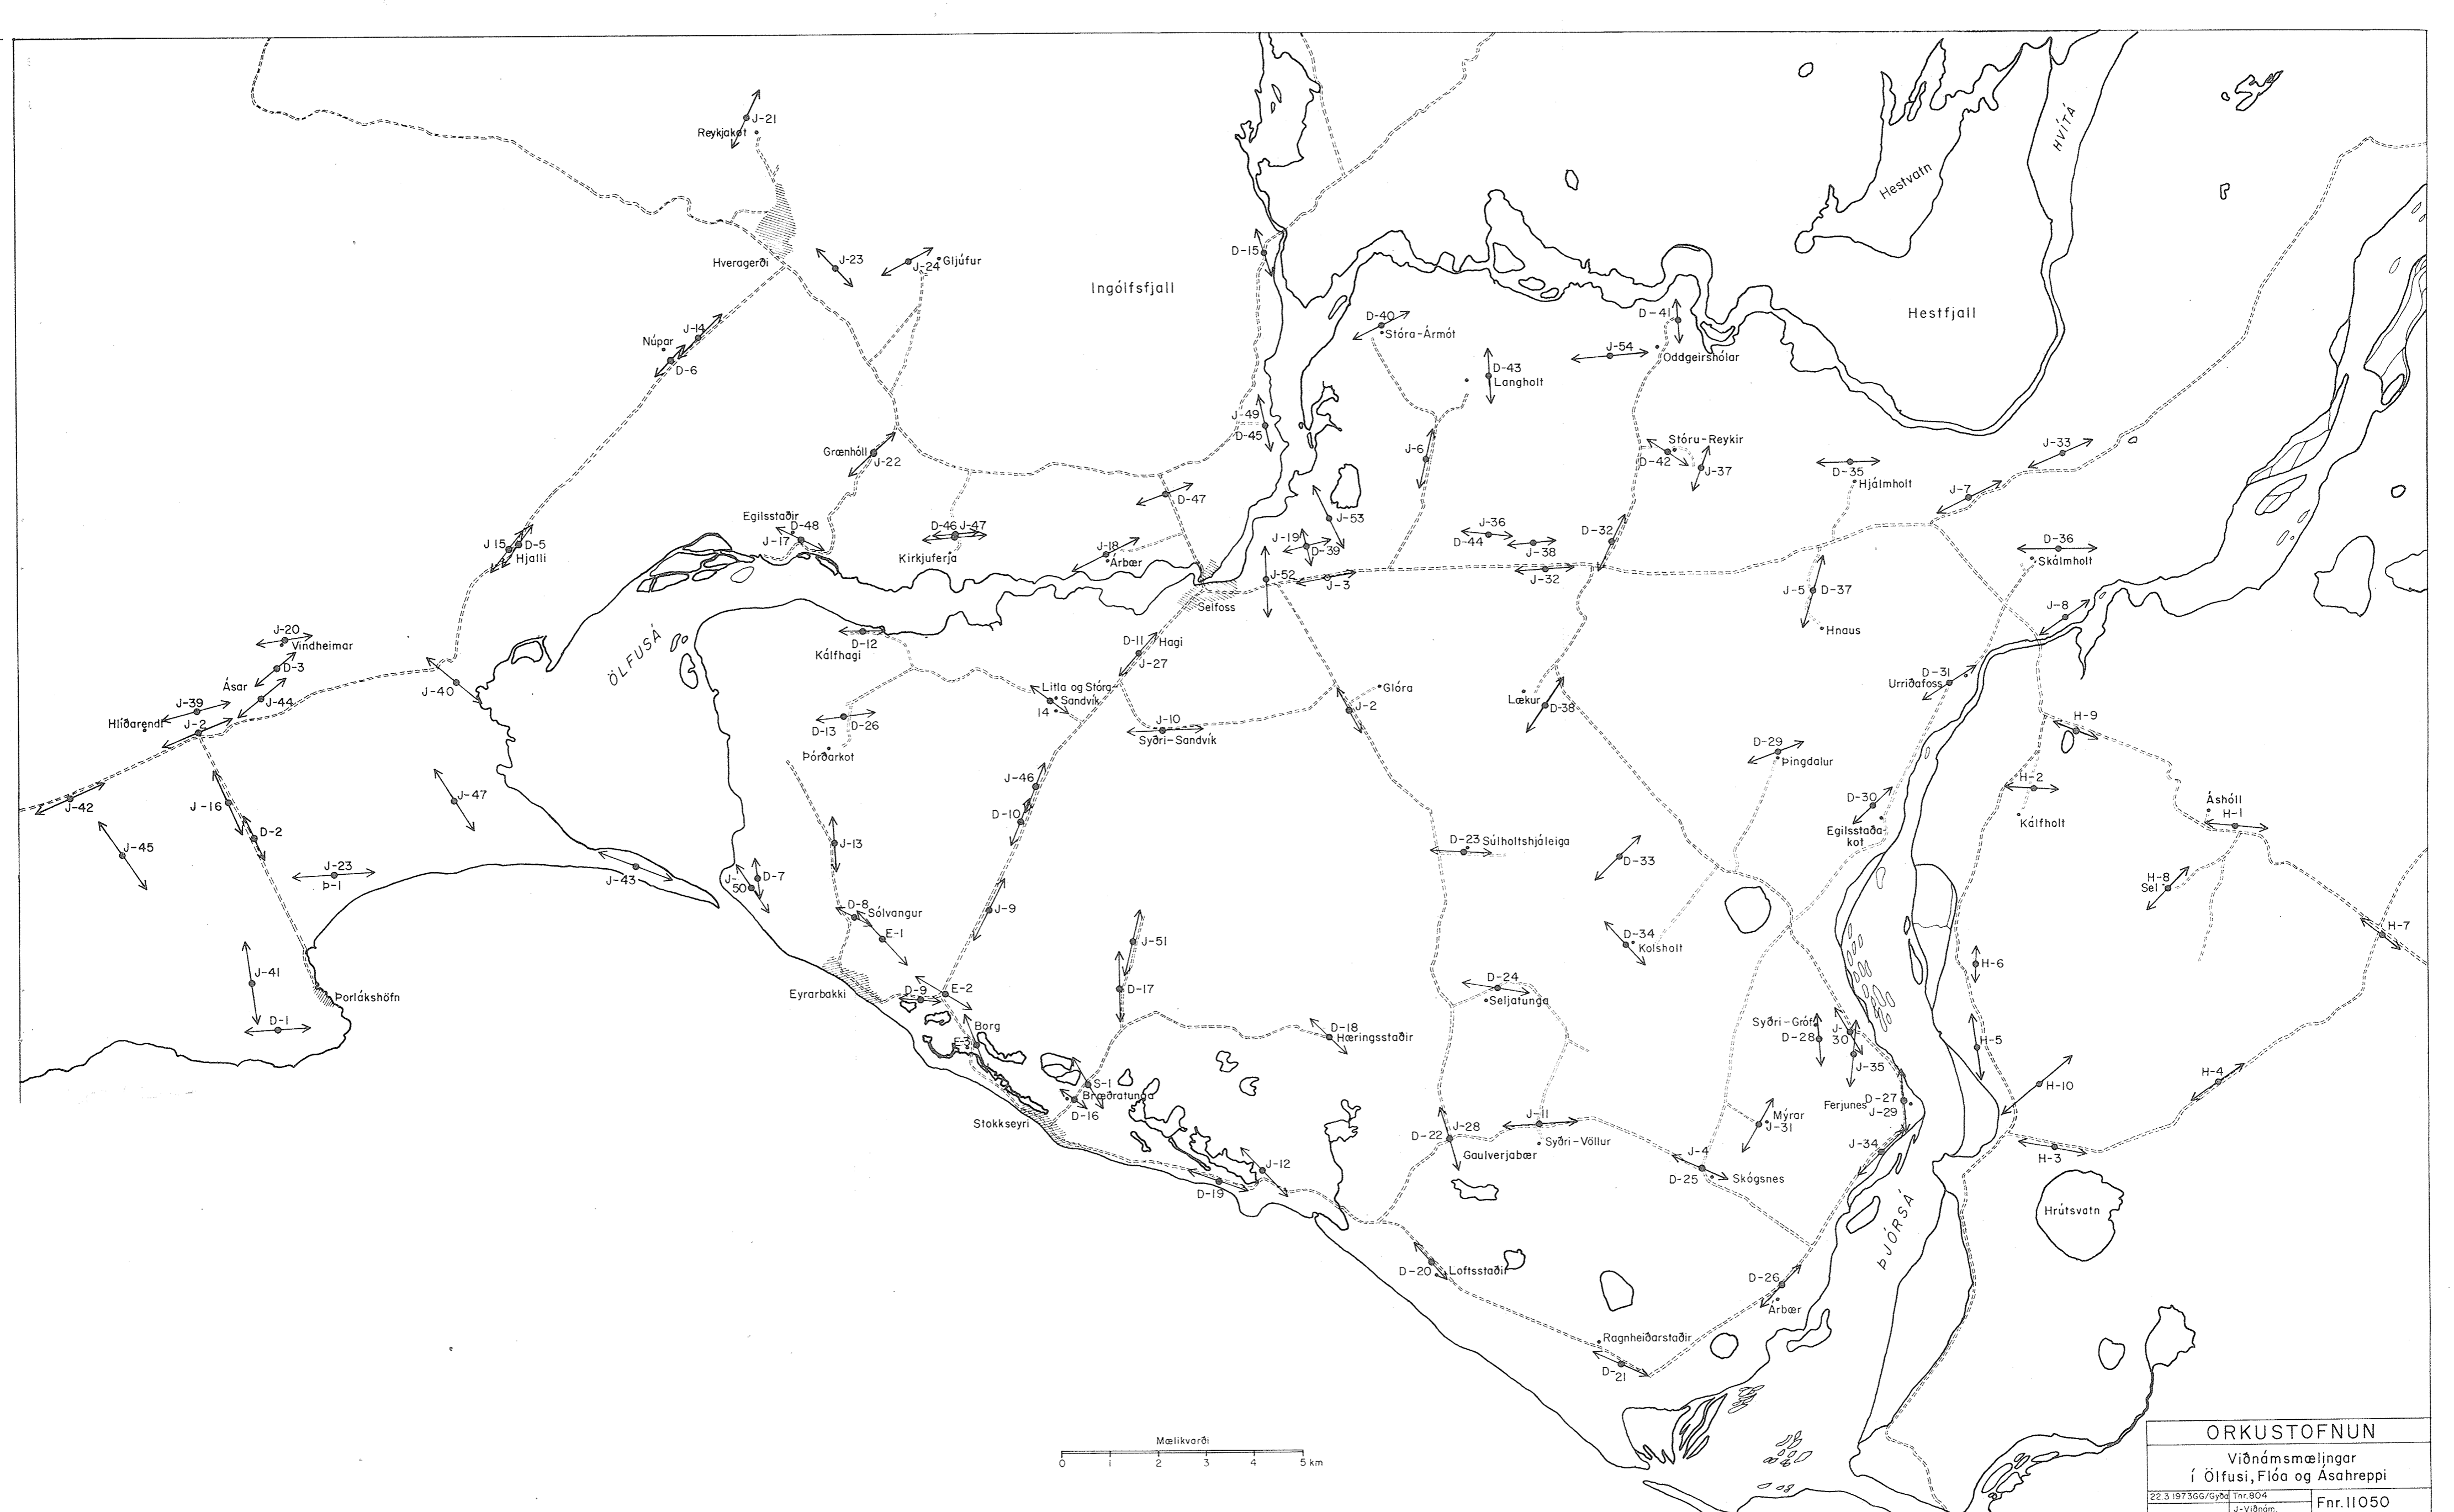 J-21
Reykjakot
HVÍTÁ
Hestvatn
Hveragerði
J-23
J-24
Gljúfur
D-15
Ingólfsfjall
Hestfjall
J-14
Núpar
D-6
D-40
Stóra-Ármót
D-41
J-54
Oddgeirshólar
D-43
Langholt
J-49
D-45
Grænhóll
J-22
J-6
Stóru-Reykir
D-42
J-37
D-35
Hjálmholt
J-33
J-7
D-47
Egilsstaðir
D-48
J-17
D-46
J-47
Kirkjuferja
J-18
Árbær
J-53
J-19
D-39
J-36
D-44
J-38
D-32
D-36
Skálmholt
J 15
D-5
Hjalli
J-52
J-3
J-32
J-5
D-37
Selfoss
J-8
Hnaus
J-20
Vindheimar
D-3
Ásar
J-44
J-39
Hlíðarendi
J-2
J-40
ÖLFUSÁ
D-12
Kálfhagi
D-11
Hagi
J-27
Litla og Stóra-
Sandvík
14
Glóra
J-2
Lækur
D-38
D-31
Urriðafoss
D-13
D-26
Þórðarkot
J-10
Syðri-Sandvík
H-9
D-29
Þingdalur
H-2
Kálfholt
J-42
J-16
J-47
D-2
J-45
J-46
D-10
D-30
Egilsstaða-
kot
Áshóll
H-1
J-23
Þ-1
J-43
J-13
D-23
Súlholtshjáleiga
D-33
J-
50
D-7
H-8
Sel
D-8
Sólvangur
E-1
J-9
J-51
D-34
Kolsholt
H-7
J-41
Þorlákshöfn
D-1
Eyrarbakki
D-9
E-2
D-17
D-24
Seljatunga
H-6
Borg
E-3
D-18
Hæringsstaðir
Syðri-Gróf
D-28
J-
30
J-35
H-5
S-1
Bræðratunga
D-16
Stokkseyri
H-10
H-4
Ferjunes
D-27
J-29
Mýrar
J-31
J-11
Syðri-Völlur
D-22
J-28
Gaulverjabær
J-34
J-4
D-25
Skógsnes
H-3
J-12
D-19
Hrútsvatn
ÞJÓRSÁ
D-20
Loftsstaðir
D-26
Árbær
Ragnheiðarstaðir
D-21
Mælikvarði
0 1 2 3 4 5 km
ORKUSTOFNUN
Viðnámsmælingar
í Ölfusi, Flóa og Ásahreppi
22.3.1973GG/Gyða Tnr. 804
J-Viðnám.
Fnr. 11050